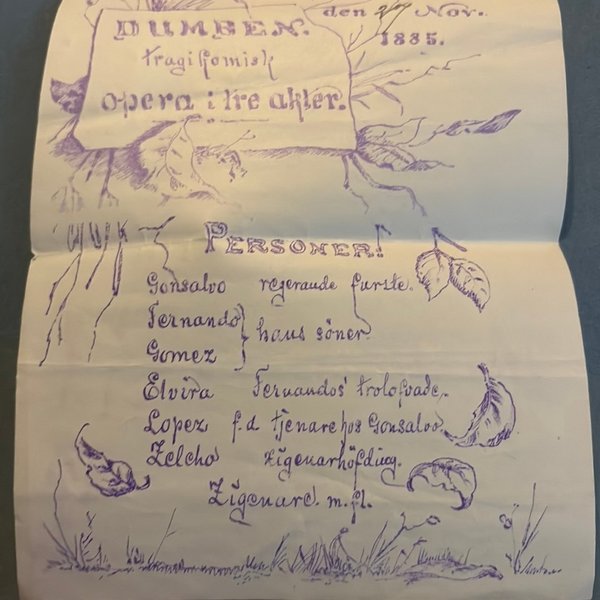 DUMBEN.
den 27 Nov.
1885.
tragikomisk
opera i tre akter.
PERSONER!
Gonsalvo regerande furste.
Fernando } hans söner.
Gomez
Elvira Fernandos' trolofvade.
Lopez f.d tjenare hos Gonsalvo.
Zelcho zigenarhöfding.
Zigenare m.fl.